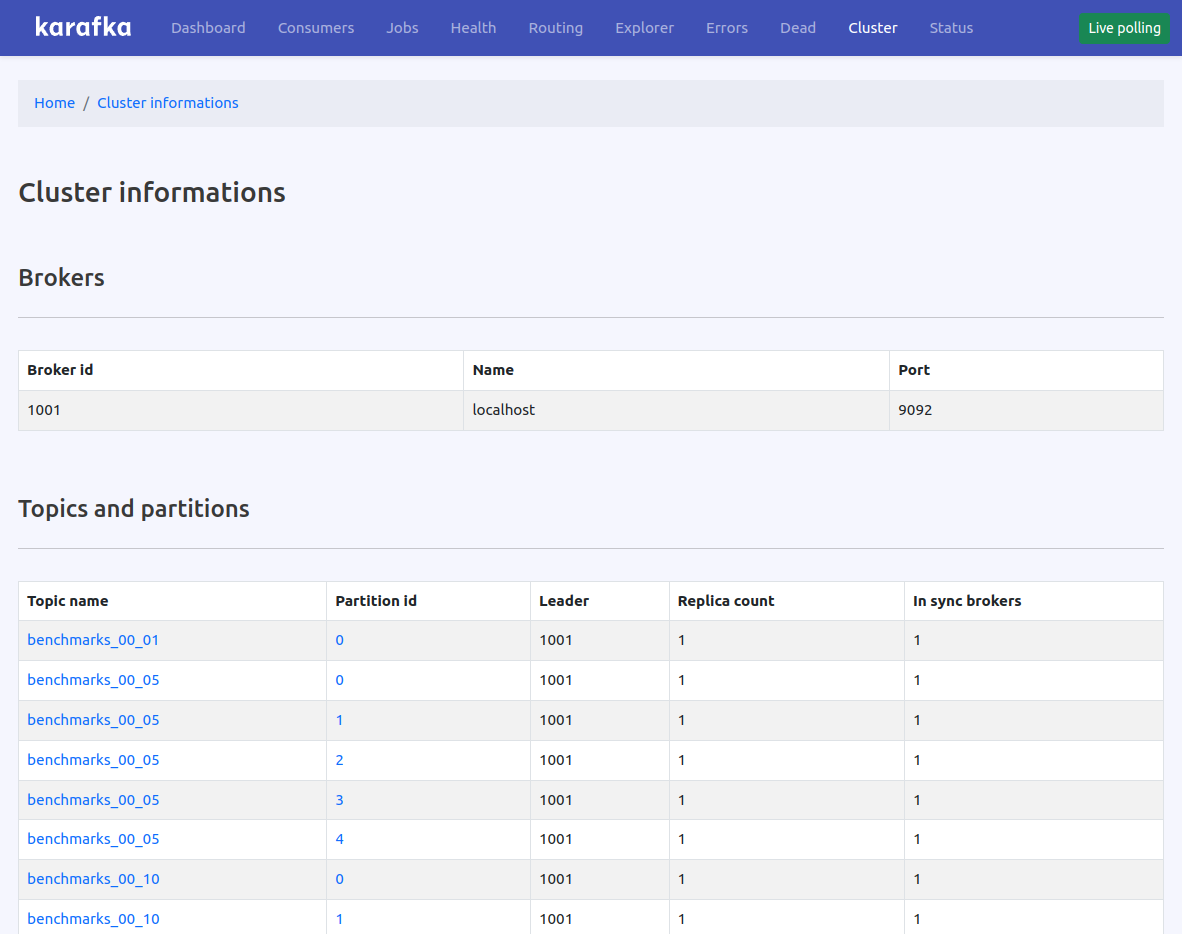 karafka Dashboard Consumers Jobs Health Routing Explorer Errors Dead Cluster Status Live polling
Home / Cluster informations
Cluster informations
Brokers
Broker id Name Port
1001 localhost 9092
Topics and partitions
Topic name Partition id Leader Replica count In sync brokers
benchmarks_00_01 0 1001 1 1
benchmarks_00_05 0 1001 1 1
benchmarks_00_05 1 1001 1 1
benchmarks_00_05 2 1001 1 1
benchmarks_00_05 3 1001 1 1
benchmarks_00_05 4 1001 1 1
benchmarks_00_10 0 1001 1 1
benchmarks_00_10 1 1001 1 1